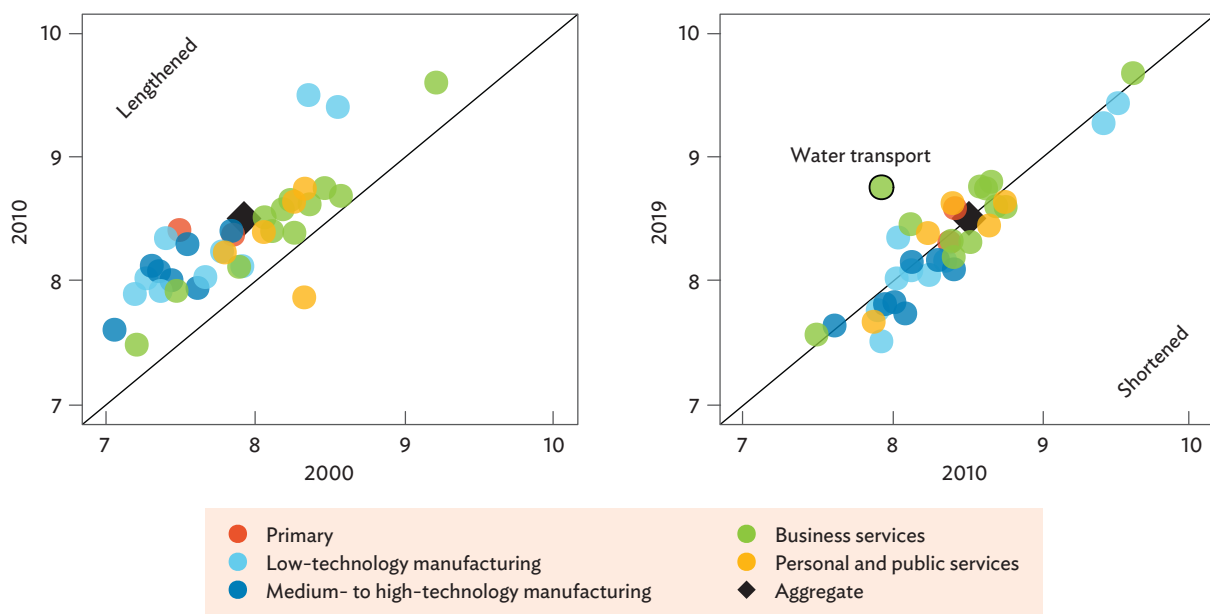 10
9
8
7
2010
Lengthened
7
8
9
10
2000
10
9
8
7
2019
Water transport
Shortened
7
8
9
10
2010
Primary
Low-technology manufacturing
Medium- to high-technology manufacturing
Business services
Personal and public services
Aggregate